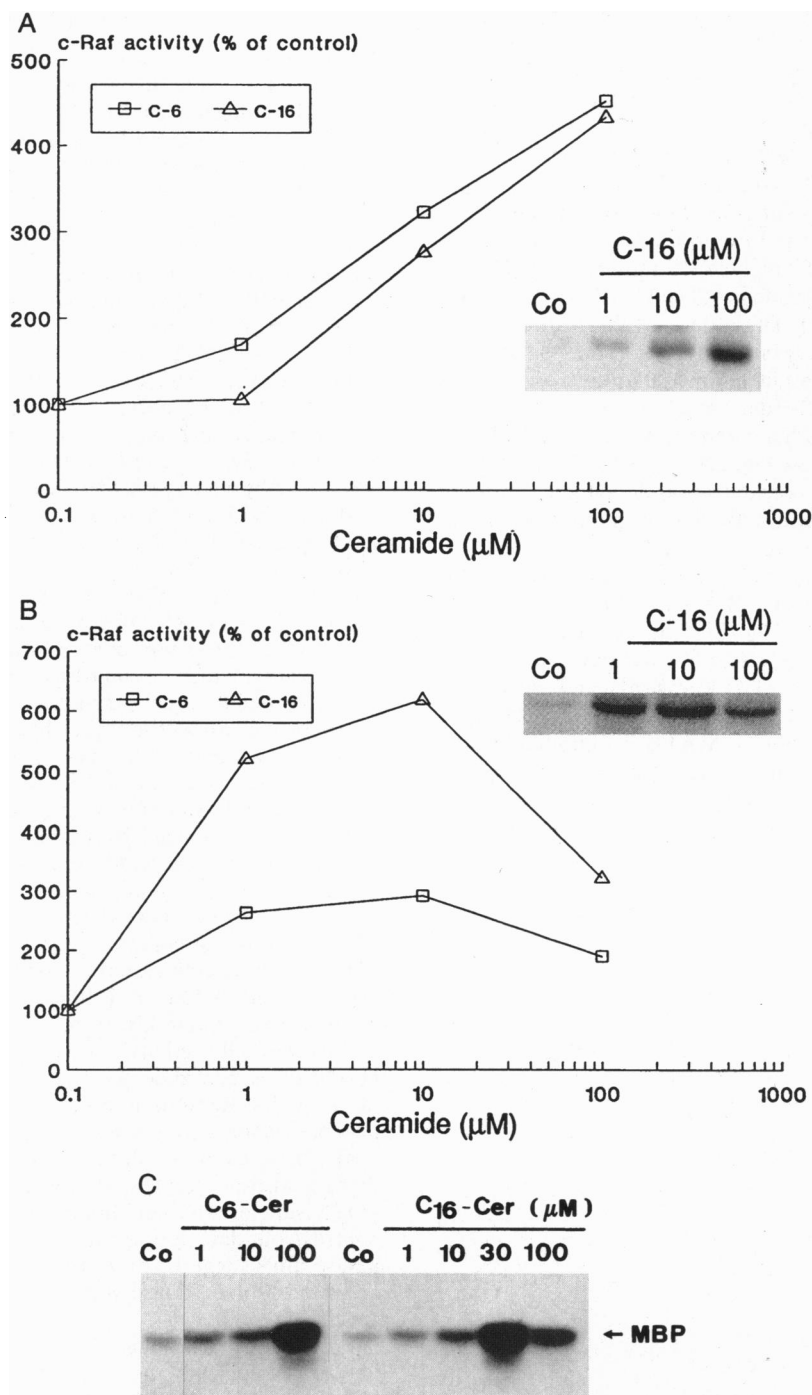 A
c-Raf activity (% of control)
500
400
300
200
100
0
C-6 C-16
C-16 (μM)
Co 1 10 100
0.1 1 10 100 1000
Ceramide (μM)
B
c-Raf activity (% of control)
700
600
500
400
300
200
100
0
C-6 C-16
C-16 (μM)
Co 1 10 100
0.1 1 10 100 1000
Ceramide (μM)
C
C6-Cer C16-Cer (μM)
Co 1 10 100 Co 1 10 30 100
← MBP